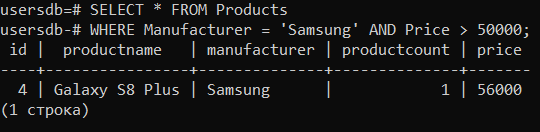 usersdb=# SELECT * FROM Products
usersdb-# WHERE Manufacturer = 'Samsung' AND Price > 50000;
 id |  productname   | manufacturer | productcount | price
----+----------------+--------------+--------------+-------
  4 | Galaxy S8 Plus | Samsung      |            1 | 56000
(1 строка)